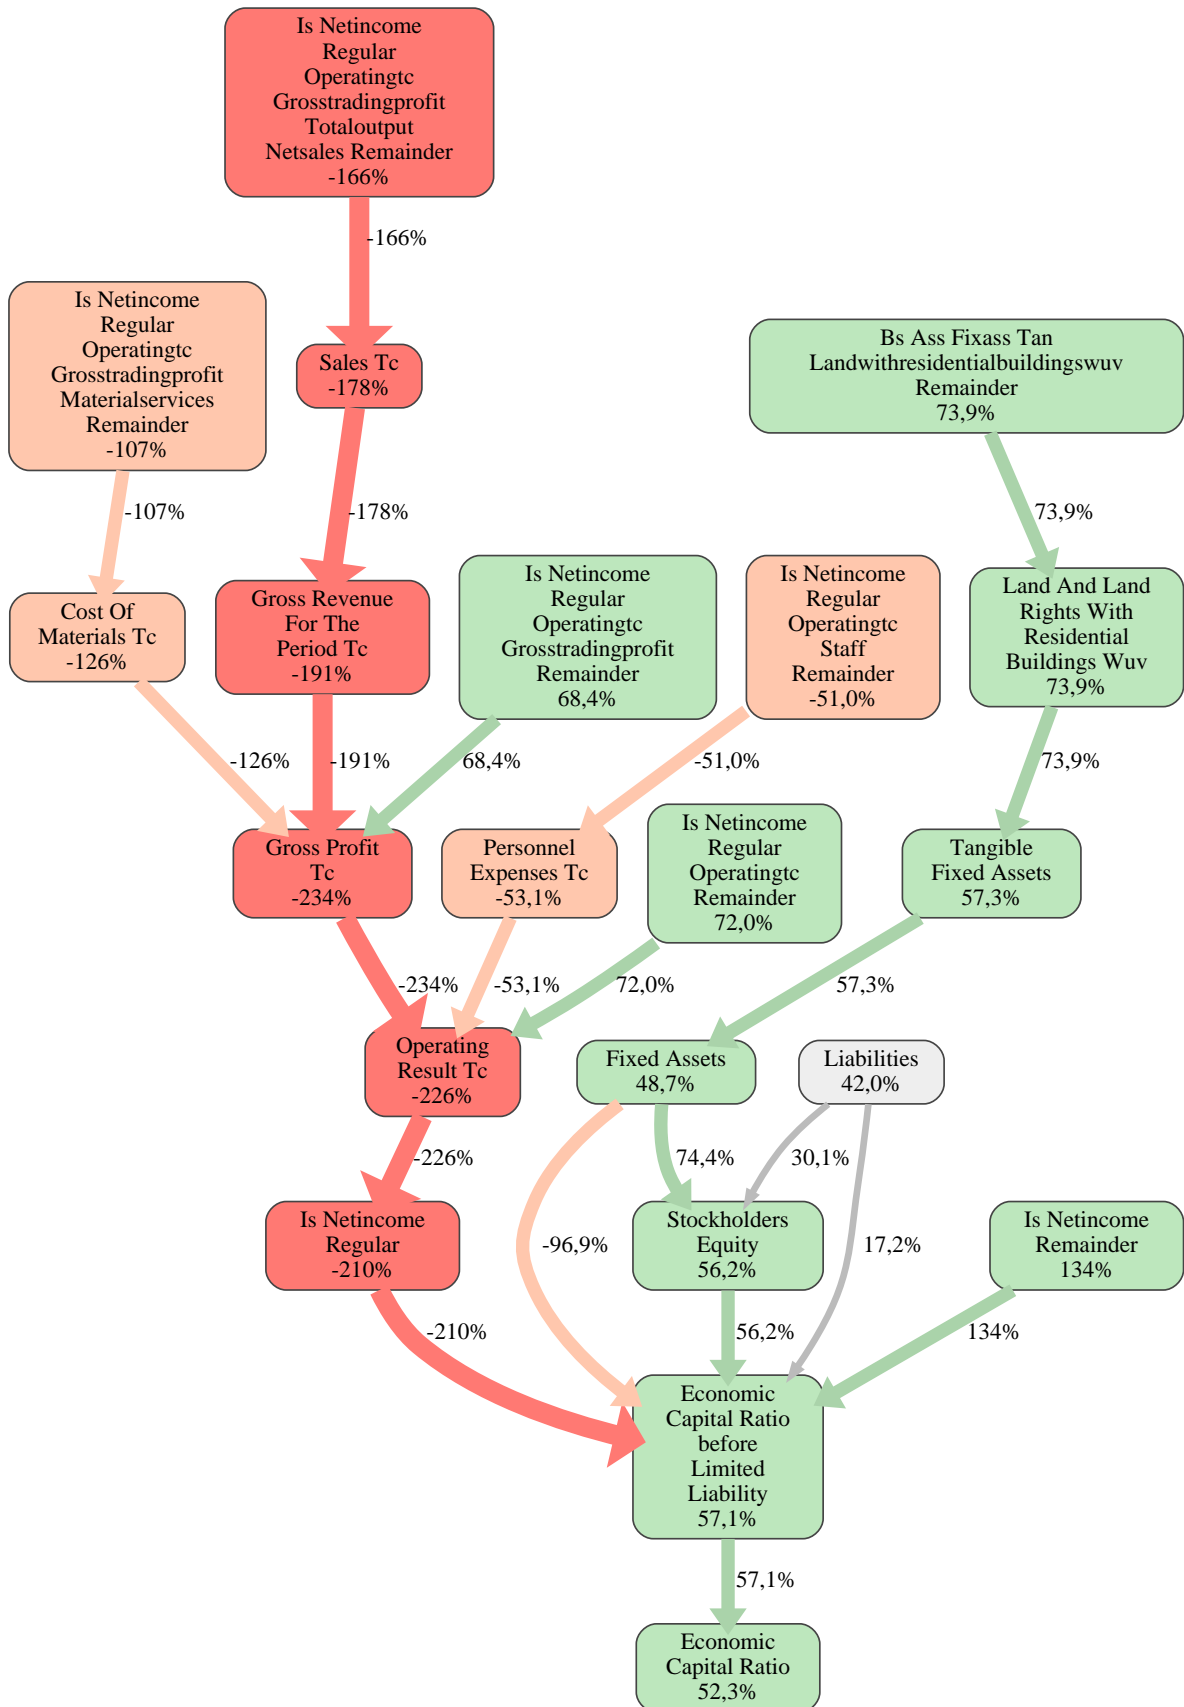 Is Netincome
Regular
Operatingtc
Grosstradingprofit
Totaloutput
Netsales Remainder
-166%
-166%
Is Netincome
Regular
Operatingtc
Grosstradingprofit
Materialservices
Remainder
-107%
Sales Tc
-178%
Bs Ass Fixass Tan
Landwithresidentialbuildingswuv
Remainder
73,9%
-107%
-178%
73,9%
Cost Of
Materials Tc
-126%
Gross Revenue
For The
Period Tc
-191%
Is Netincome
Regular
Operatingtc
Grosstradingprofit
Remainder
68,4%
Is Netincome
Regular
Operatingtc
Staff
Remainder
-51,0%
Land And Land
Rights With
Residential
Buildings Wuv
73,9%
-126%
-191%
68,4%
-51,0%
73,9%
Gross Profit
Tc
-234%
Personnel
Expenses Tc
-53,1%
Is Netincome
Regular
Operatingtc
Remainder
72,0%
Tangible
Fixed Assets
57,3%
-234%
-53,1%
72,0%
57,3%
Operating
Result Tc
-226%
Fixed Assets
48,7%
Liabilities
42,0%
-226%
74,4%
30,1%
Is Netincome
Regular
-210%
-96,9%
Stockholders
Equity
56,2%
17,2%
Is Netincome
Remainder
134%
-210%
56,2%
134%
Economic
Capital Ratio
before
Limited
Liability
57,1%
57,1%
Economic
Capital Ratio
52,3%